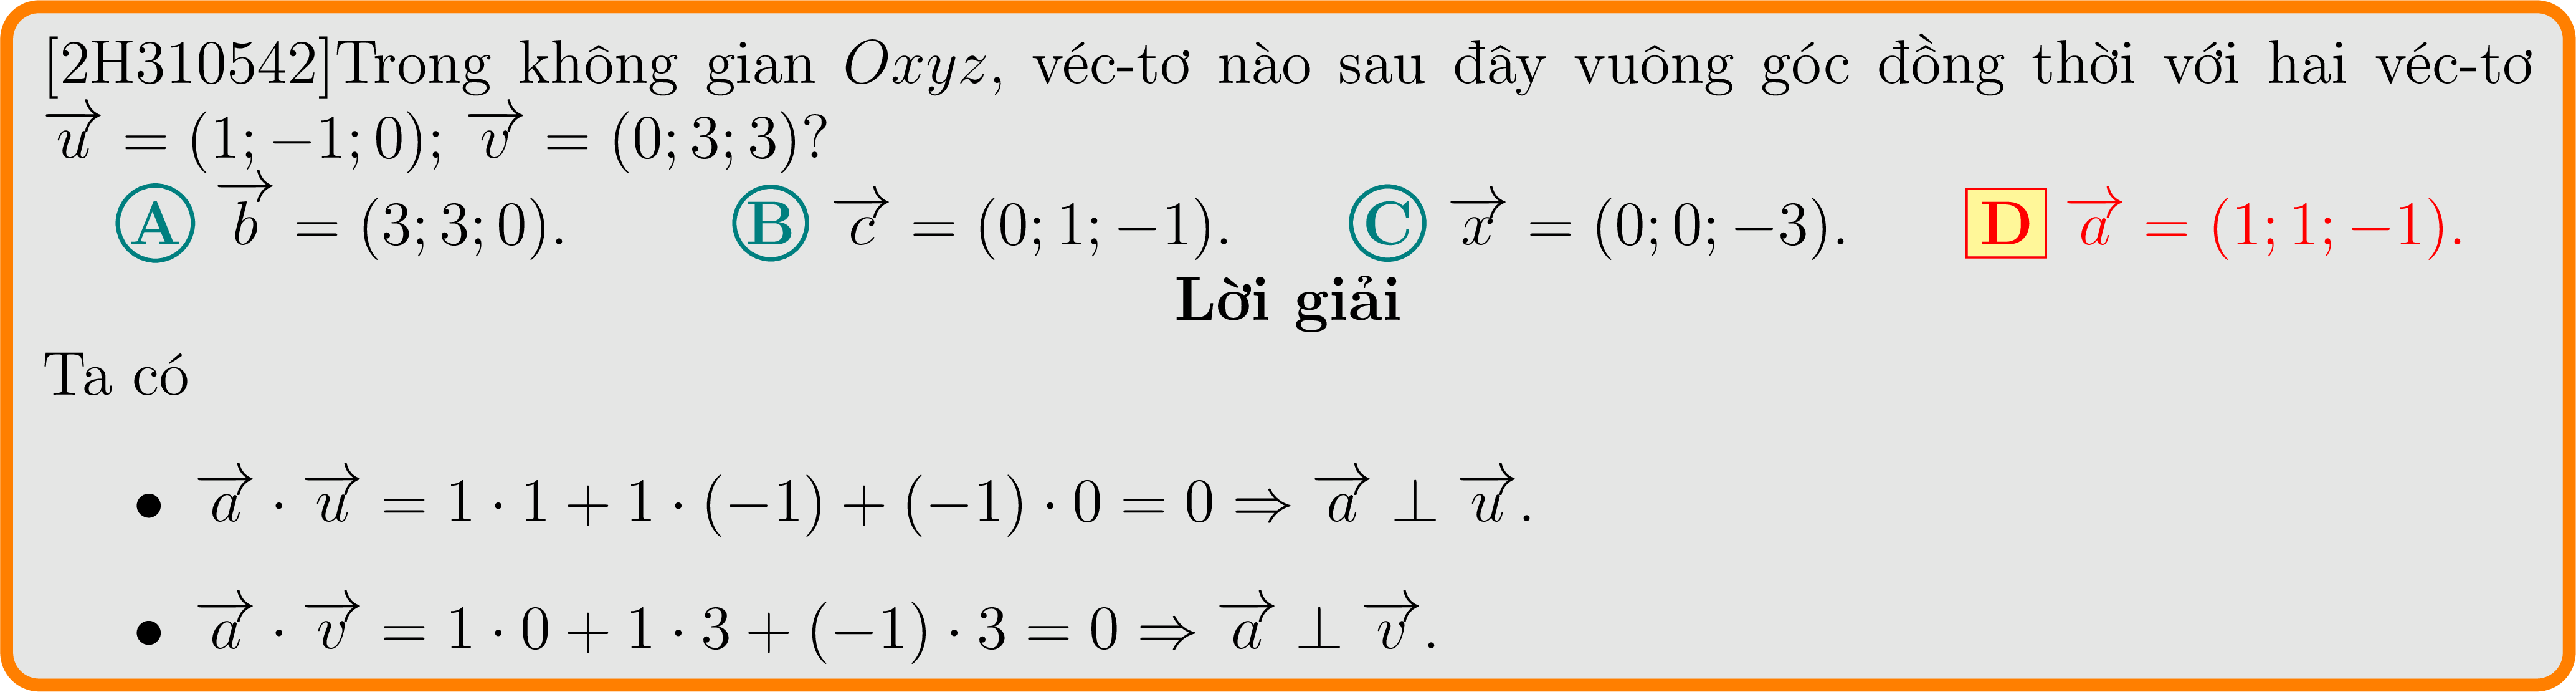 [2H310542]Trong không gian Oxyz, véc-tơ nào sau đây vuông góc đồng thời với hai véc-tơ
$\overrightarrow{u} = (1; -1; 0)$; $\overrightarrow{v} = (0; 3; 3)$?
Ⓐ $\overrightarrow{b} = (3; 3; 0)$. Ⓑ $\overrightarrow{c} = (0; 1; -1)$. Ⓒ $\overrightarrow{x} = (0; 0; -3)$. D $\overrightarrow{a} = (1; 1; -1)$.
Lời giải
Ta có
• $\overrightarrow{a} \cdot \overrightarrow{u} = 1 \cdot 1 + 1 \cdot (-1) + (-1) \cdot 0 = 0 \Rightarrow \overrightarrow{a} \perp \overrightarrow{u}$.
• $\overrightarrow{a} \cdot \overrightarrow{v} = 1 \cdot 0 + 1 \cdot 3 + (-1) \cdot 3 = 0 \Rightarrow \overrightarrow{a} \perp \overrightarrow{v}$.